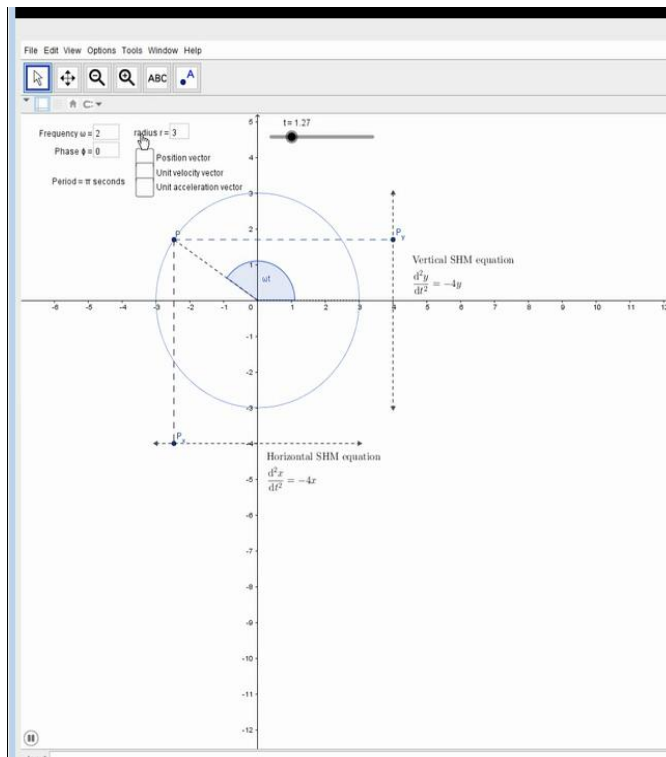 File Edit View Options Tools Window Help
ABC
A
Frequency ω = 2
radius r = 3
Phase ϕ = 0
Position vector
Unit velocity vector
Period = π seconds
Unit acceleration vector
t = 1.27
5
4
3
2
1
P
P_y
ωt
Vertical SHM equation
d²y/dt² = −4y
-6 -5 -4 -3 -2 -1 0 1 2 3 4 5 6 7 8 9 10 11 12
-1
-2
-3
-4
P_x
Horizontal SHM equation
d²x/dt² = −4x
-5
-6
-7
-8
-9
-10
-11
-12